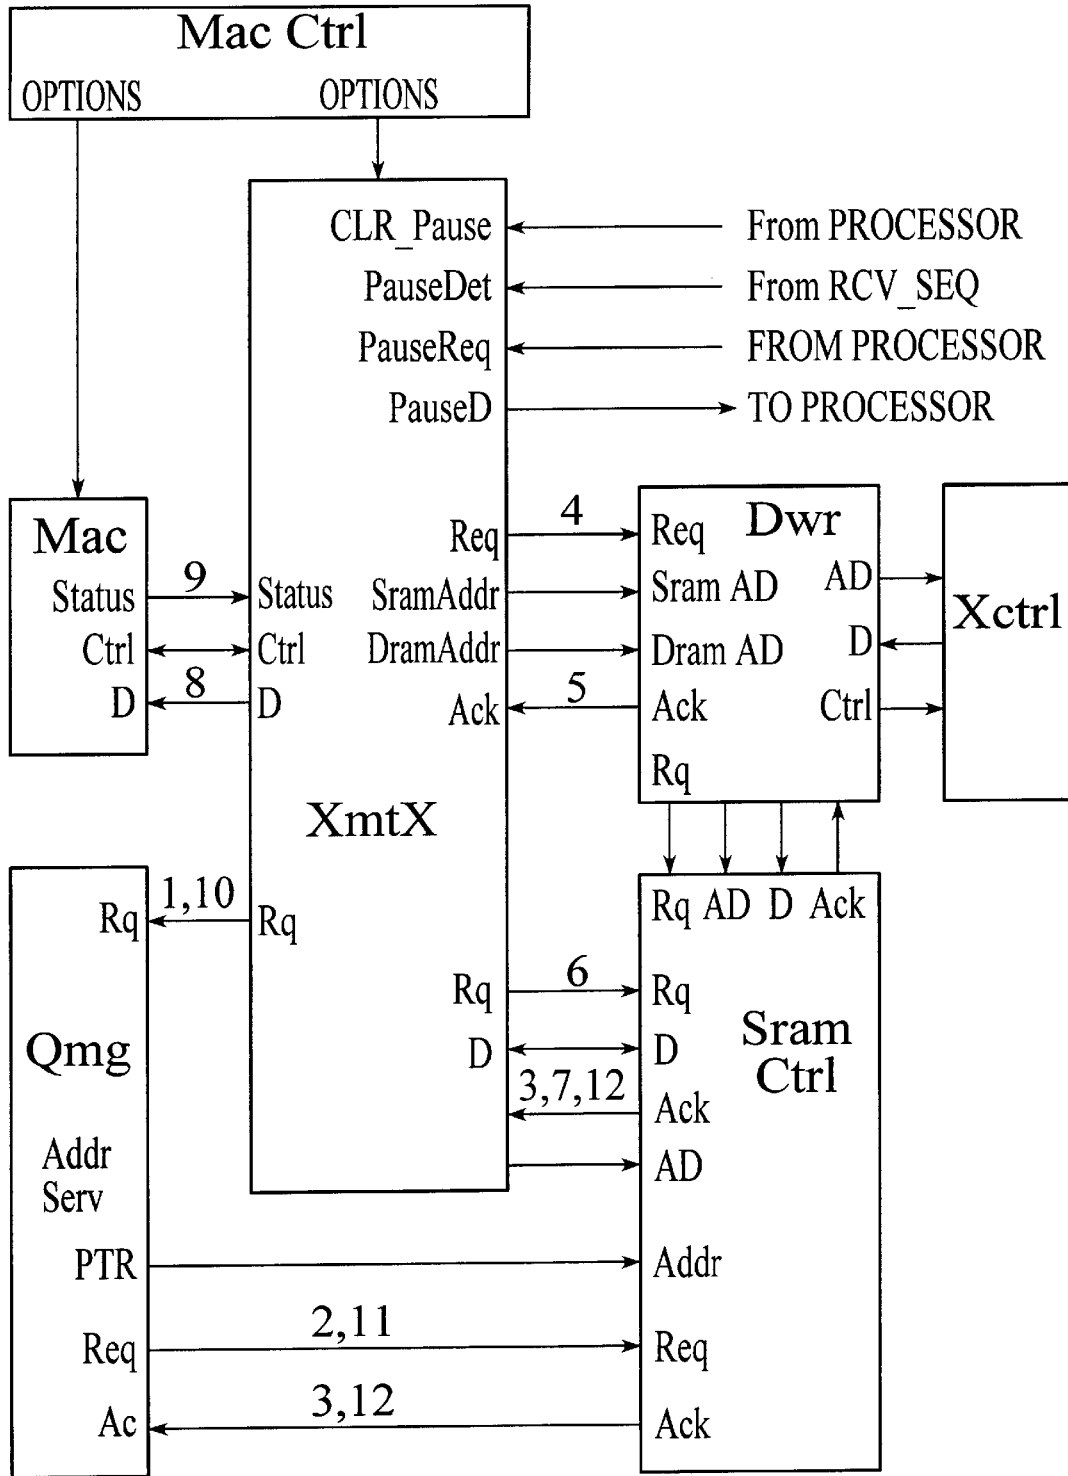 Mac Ctrl
OPTIONS OPTIONS
CLR_Pause From PROCESSOR
PauseDet From RCV_SEQ
PauseReq FROM PROCESSOR
PauseD TO PROCESSOR
Mac
Status 9 Status
Ctrl Ctrl
D 8 D
Req 4 Req Dwr
SramAddr Sram AD AD
DramAddr Dram AD D
Ack 5 Ack Ctrl
Rq
Xctrl
XmtX
Rq 1,10 Rq
Rq AD D Ack
Rq 6 Rq
D D
3,7,12 Ack
AD
Sram
Ctrl
Qmg
Addr
Serv
PTR Addr
Req 2,11 Req
Ac 3,12 Ack